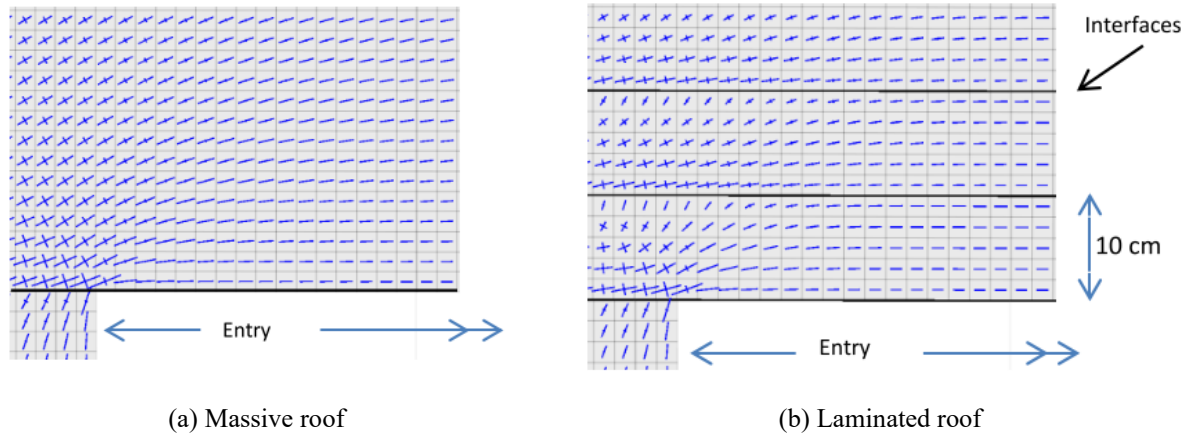 Interfaces
10 cm
Entry
Entry
(a) Massive roof
(b) Laminated roof